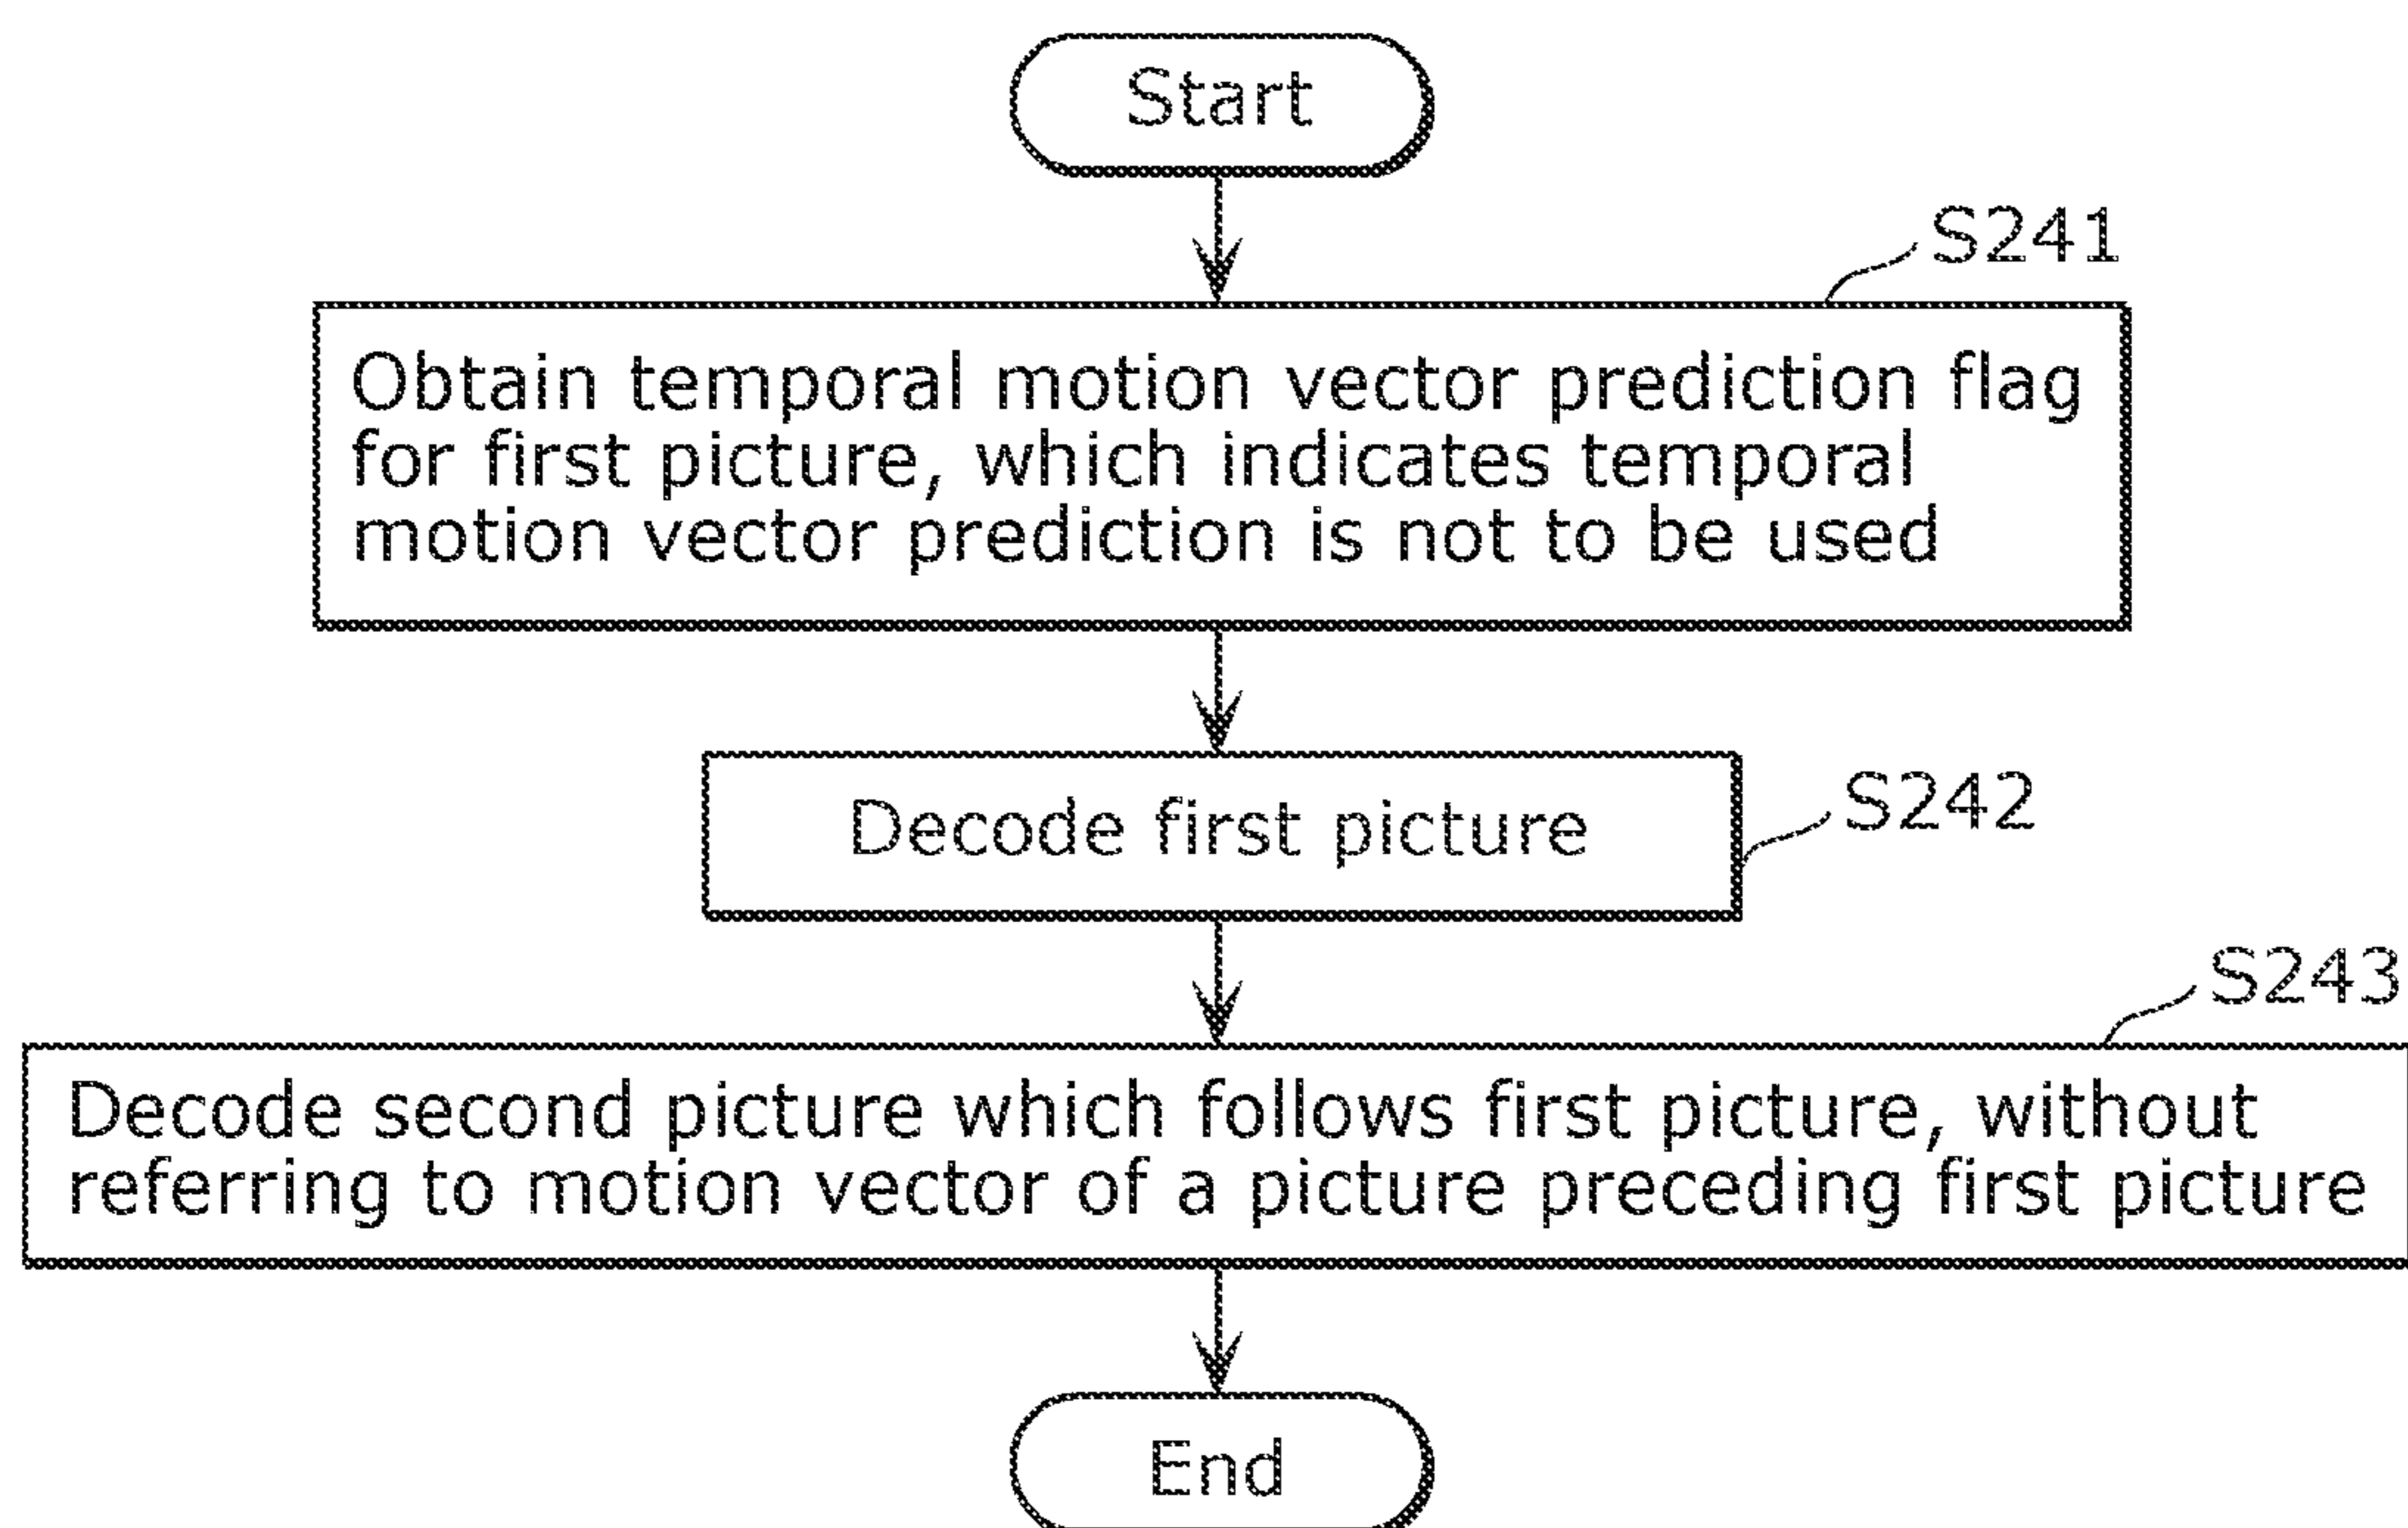 Start
S241
Obtain temporal motion vector prediction flag
for first picture, which indicates temporal
motion vector prediction is not to be used
Decode first picture
S242
S243
Decode second picture which follows first picture, without
referring to motion vector of a picture preceding first picture
End